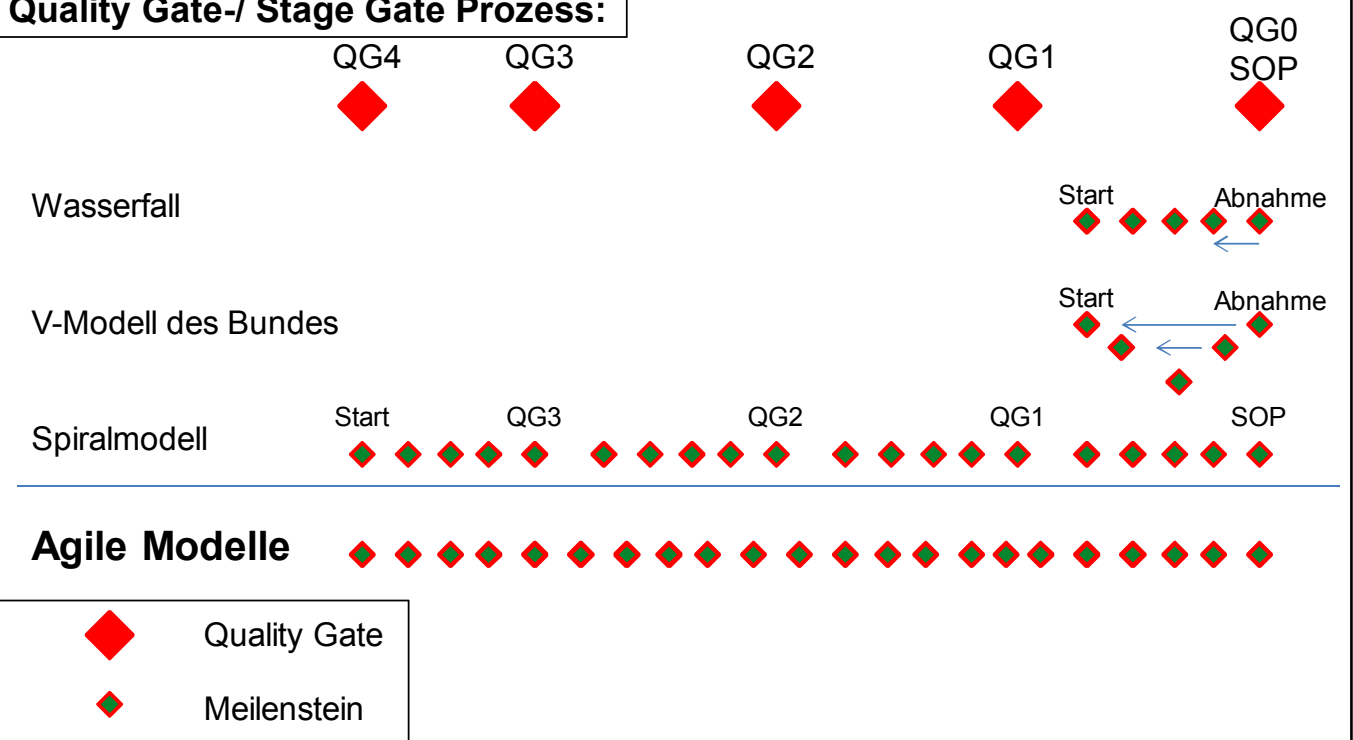 Quality Gate-/ Stage Gate Prozess:
QG4 QG3 QG2 QG1 QG0
SOP
Wasserfall
Start Abnahme
V-Modell des Bundes
Start Abnahme
Spiralmodell
Start QG3 QG2 QG1 SOP
Agile Modelle
Quality Gate
Meilenstein